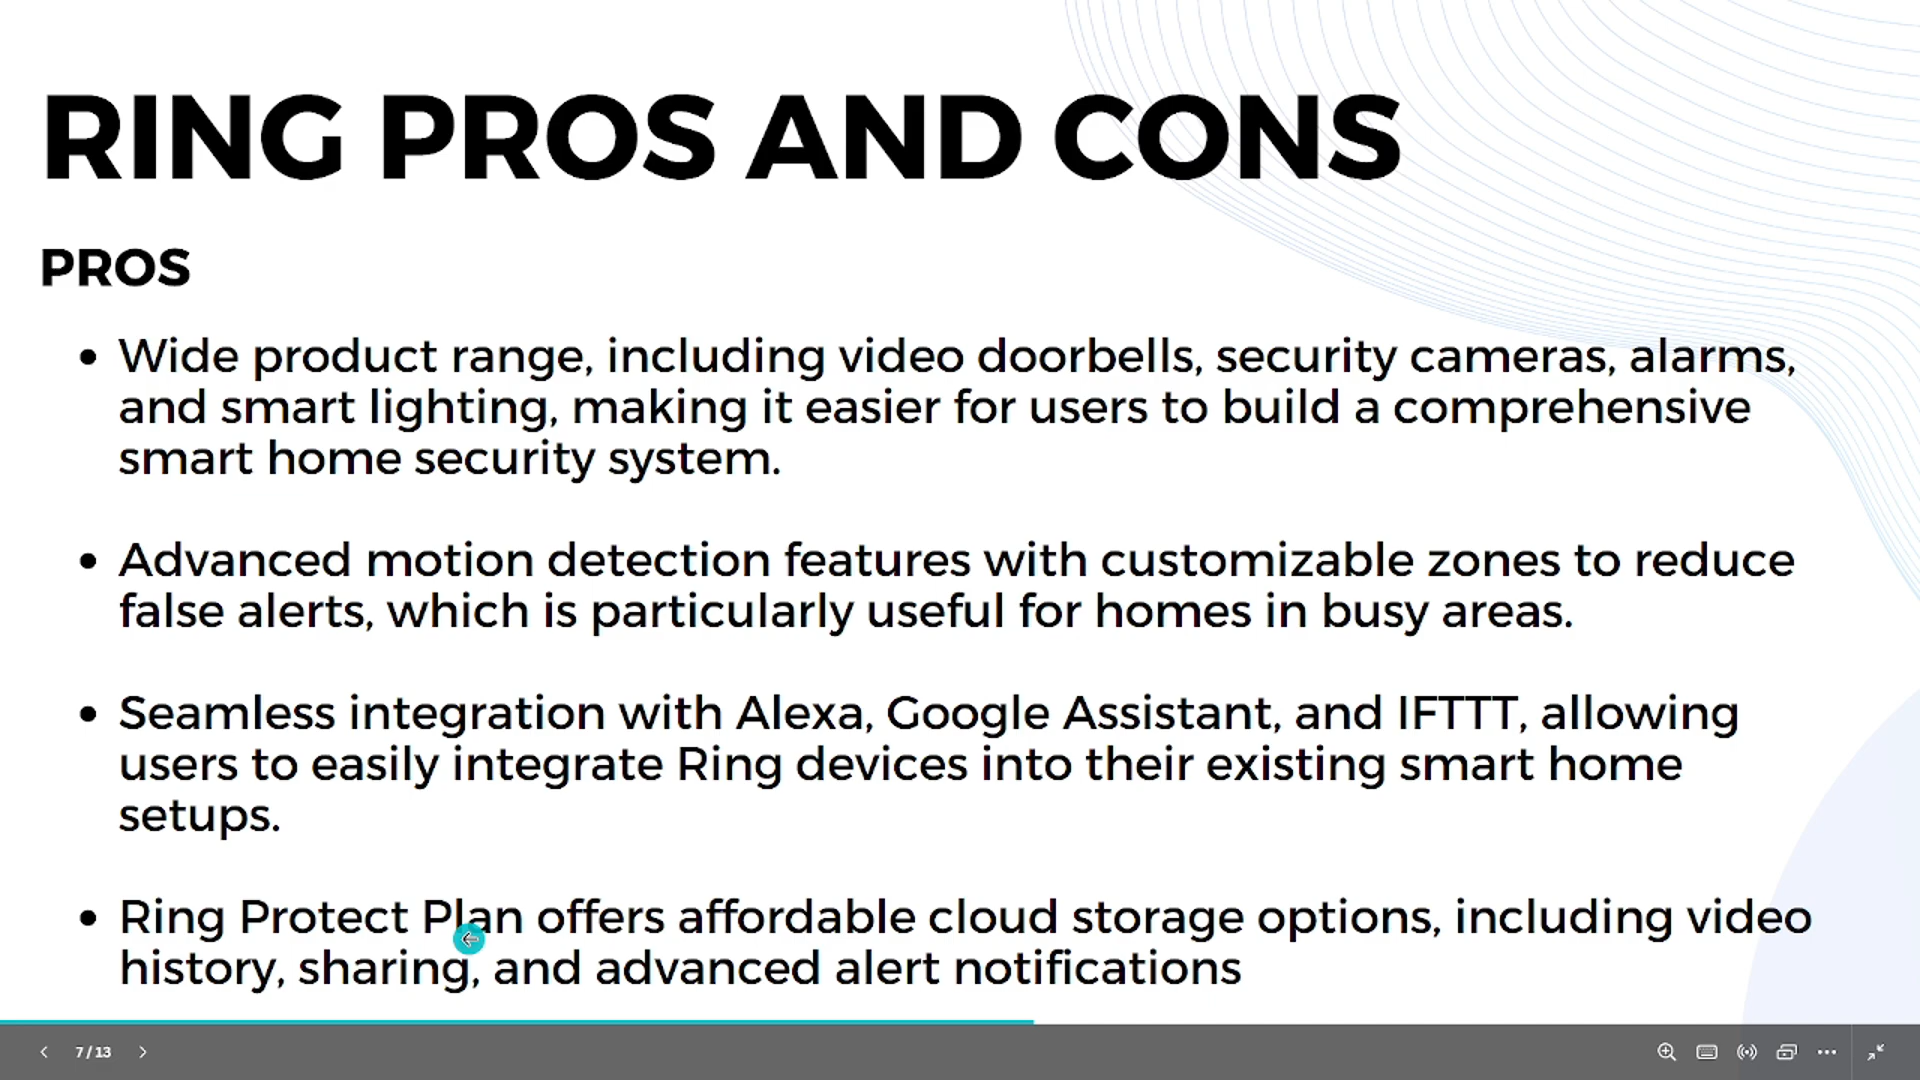 RING PROS AND CONS
PROS
• Wide product range, including video doorbells, security cameras, alarms,
and smart lighting, making it easier for users to build a comprehensive
smart home security system.
• Advanced motion detection features with customizable zones to reduce
false alerts, which is particularly useful for homes in busy areas.
• Seamless integration with Alexa, Google Assistant, and IFTTT, allowing
users to easily integrate Ring devices into their existing smart home
setups.
• Ring Protect Plan offers affordable cloud storage options, including video
history, sharing, and advanced alert notifications
7 / 13